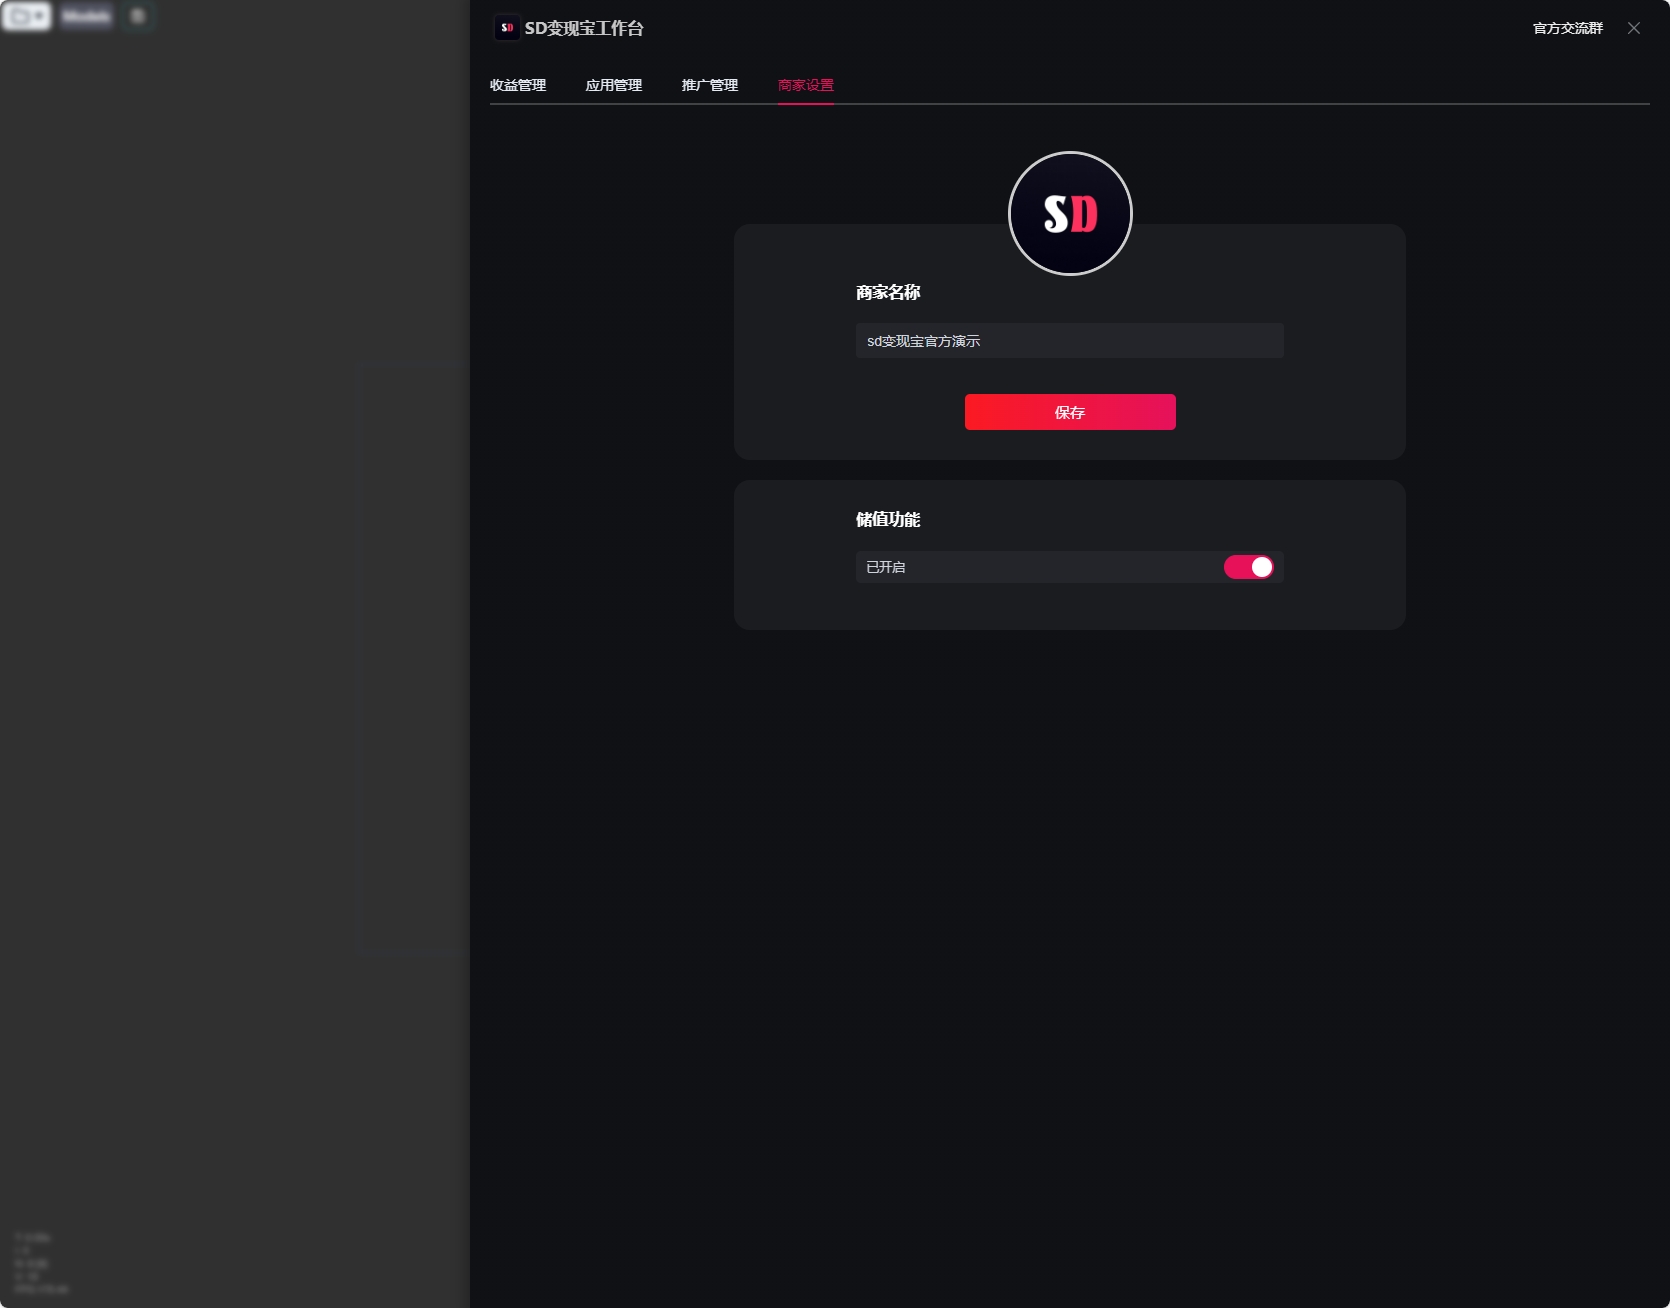 Models
SD SD变现宝工作台
官方交流群
收益管理 应用管理 推广管理 商家设置
SD
商家名称
sd变现宝官方演示
保存
储值功能
已开启